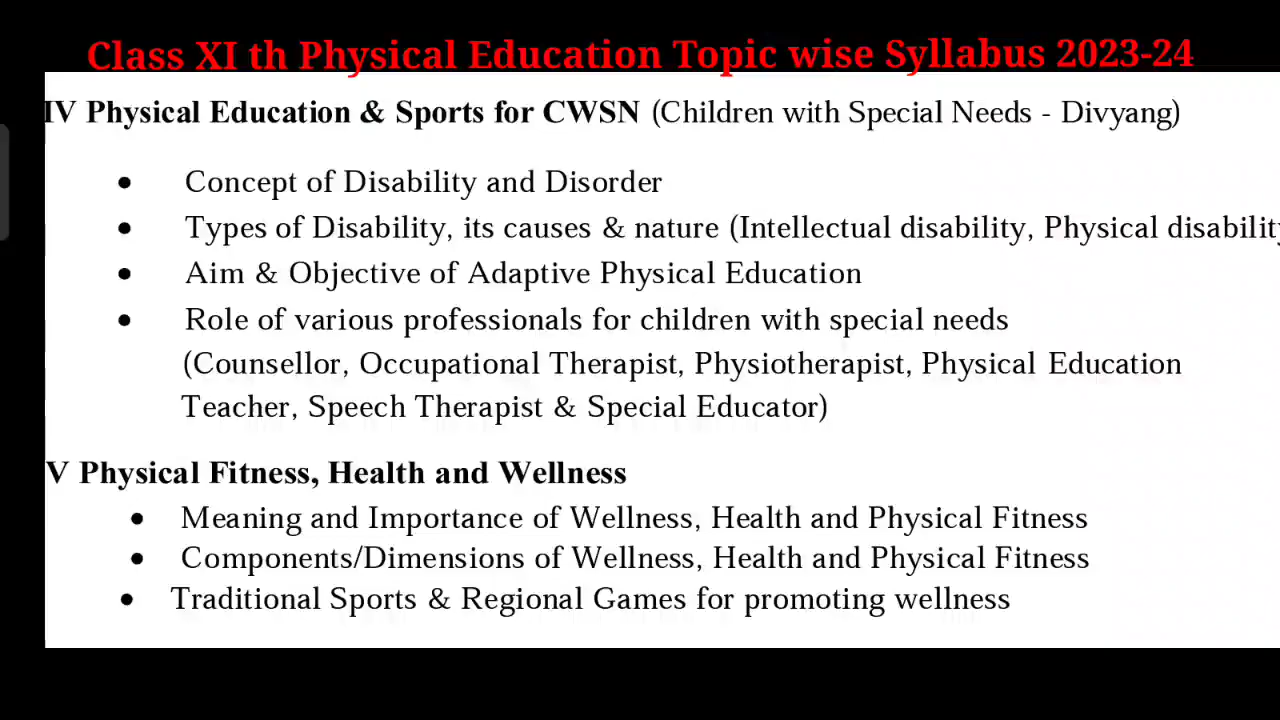 Class XI th Physical Education Topic wise Syllabus 2023-24
IV Physical Education & Sports for CWSN (Children with Special Needs - Divyang)
• Concept of Disability and Disorder
• Types of Disability, its causes & nature (Intellectual disability, Physical disability
• Aim & Objective of Adaptive Physical Education
• Role of various professionals for children with special needs
(Counsellor, Occupational Therapist, Physiotherapist, Physical Education
Teacher, Speech Therapist & Special Educator)
V Physical Fitness, Health and Wellness
• Meaning and Importance of Wellness, Health and Physical Fitness
• Components/Dimensions of Wellness, Health and Physical Fitness
• Traditional Sports & Regional Games for promoting wellness